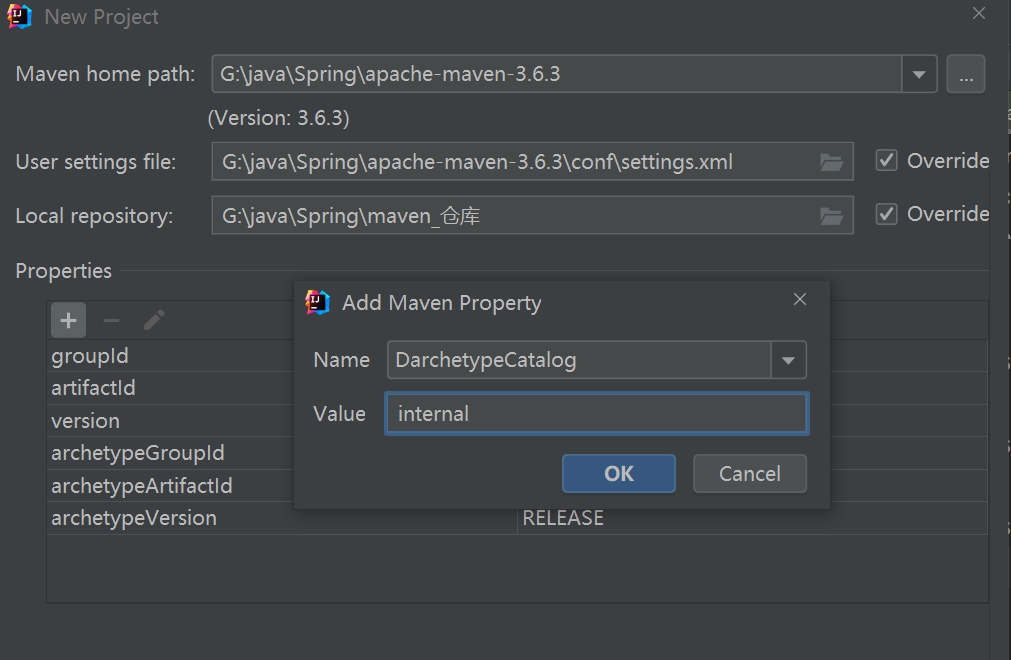 New Project
Maven home path: G:\java\Spring\apache-maven-3.6.3 ...
(Version: 3.6.3)
User settings file: G:\java\Spring\apache-maven-3.6.3\conf\settings.xml Override
Local repository: G:\java\Spring\maven_仓库 Override
Properties
Add Maven Property
Name DarchetypeCatalog
Value internal
OK Cancel
groupId
artifactId
version
archetypeGroupId
archetypeArtifactId
archetypeVersion RELEASE